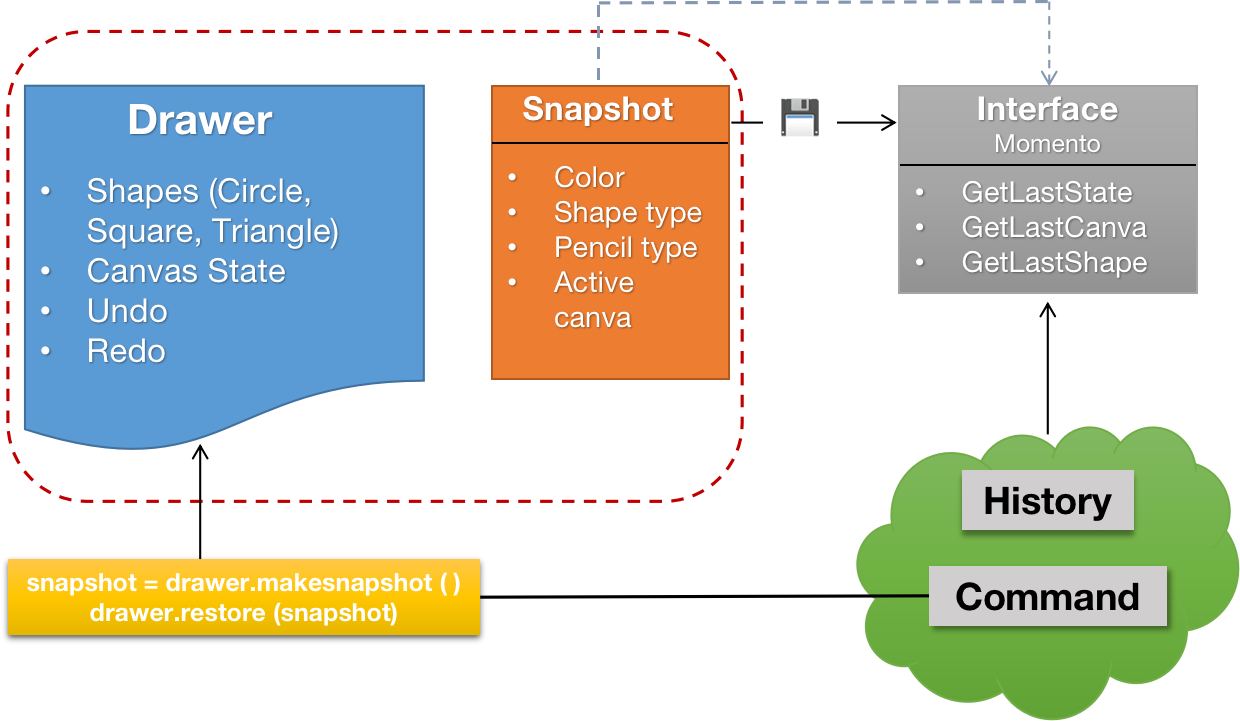 Drawer
• Shapes (Circle,
Square, Triangle)
• Canvas State
• Undo
• Redo
Snapshot
• Color
• Shape type
• Pencil type
• Active
canva
Interface
Momento
• GetLastState
• GetLastCanva
• GetLastShape
History
Command
snapshot = drawer.makesnapshot ( )
drawer.restore (snapshot)